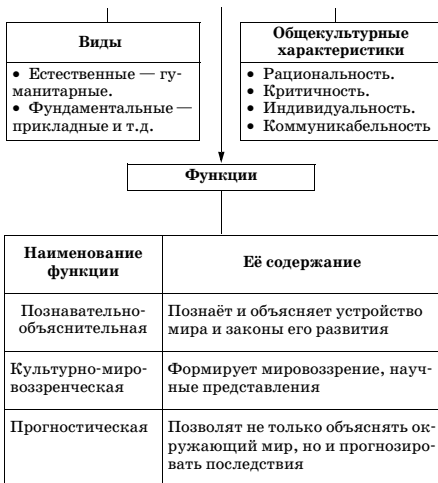 Виды
• Естественные — гу-
манитарные.
• Фундаментальные —
прикладные и т.д.
Общекультурные
характеристики
• Рациональность.
• Критичность.
• Индивидуальность.
• Коммуникабельность
Функции
Наименование
функции
Её содержание
Познавательно-
объяснительная
Познаёт и объясняет устройство
мира и законы его развития
Культурно-миро-
воззренческая
Формирует мировоззрение, науч-
ные представления
Прогностическая
Позволят не только объяснять ок-
ружающий мир, но и прогнозиро-
вать последствия